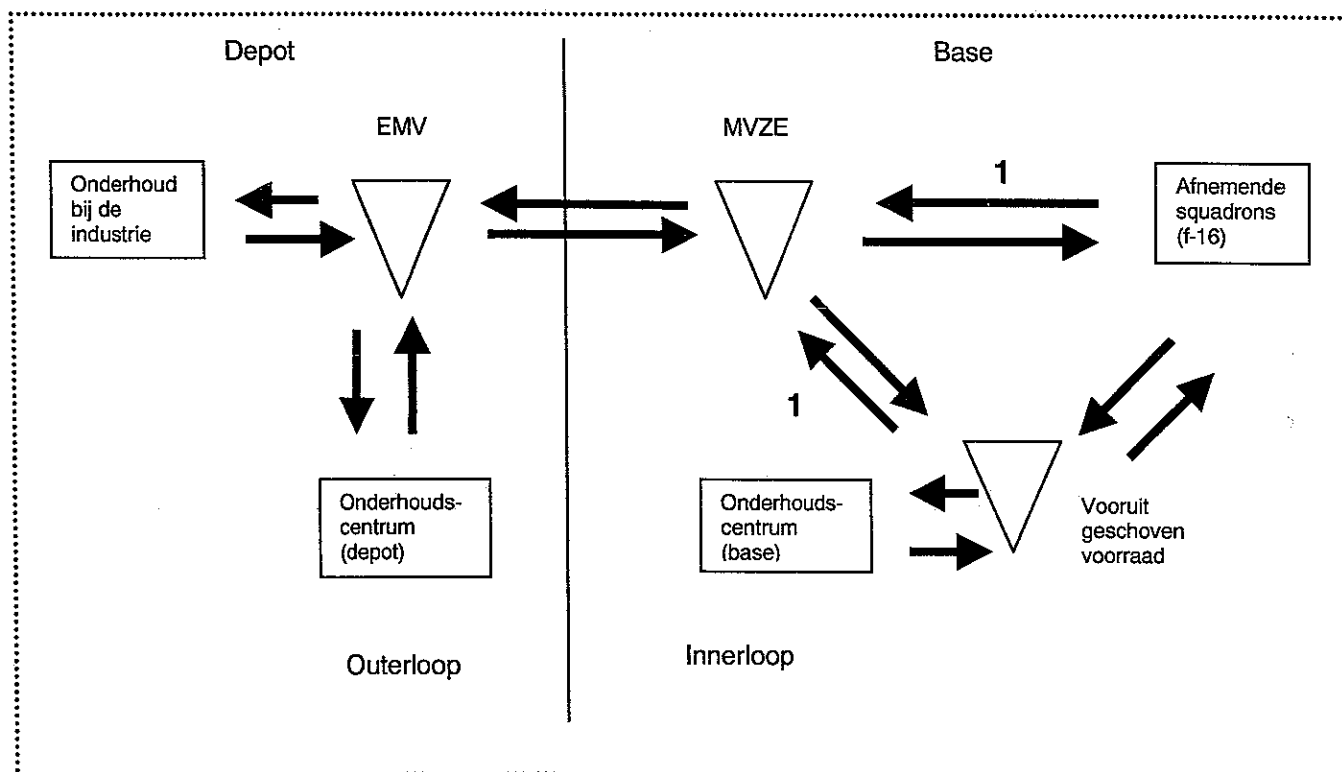 Depot
Base
EMV
MVZE
Onderhoud
bij de
industrie
1
Afnemende
squadrons
(f-16)
1
Onderhouds-
centrum
(depot)
Onderhouds-
centrum
(base)
Vooruit
geschoven
voorraad
Outerloop
Innerloop